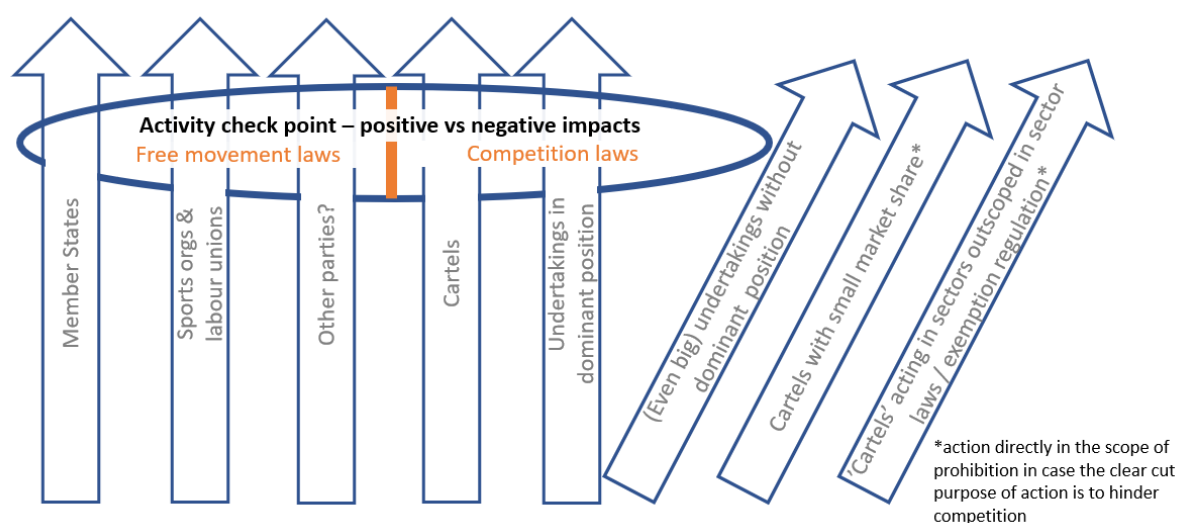 Activity check point – positive vs negative impacts
Free movement laws
Competition laws
Member States
Sports orgs &
labour unions
Other parties?
Cartels
Undertakings in
dominant position
(Even big) undertakings without
dominant position
Cartels with small market share*
'Cartels' acting in sectors outscoped in sector
laws / exemption regulation*
*action directly in the scope of
prohibition in case the clear cut
purpose of action is to hinder
competition